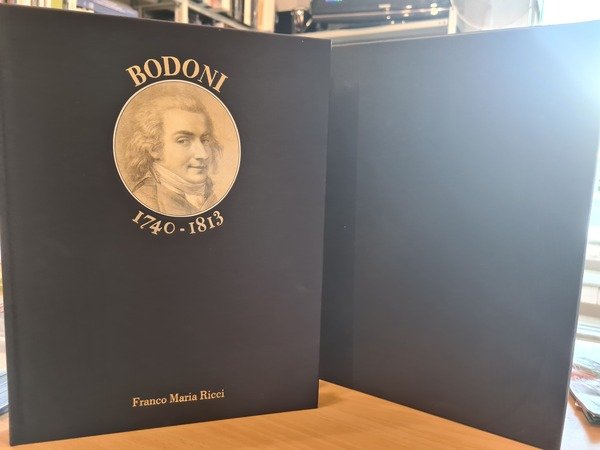 BODONI
1740-1813
Franco Maria Ricci